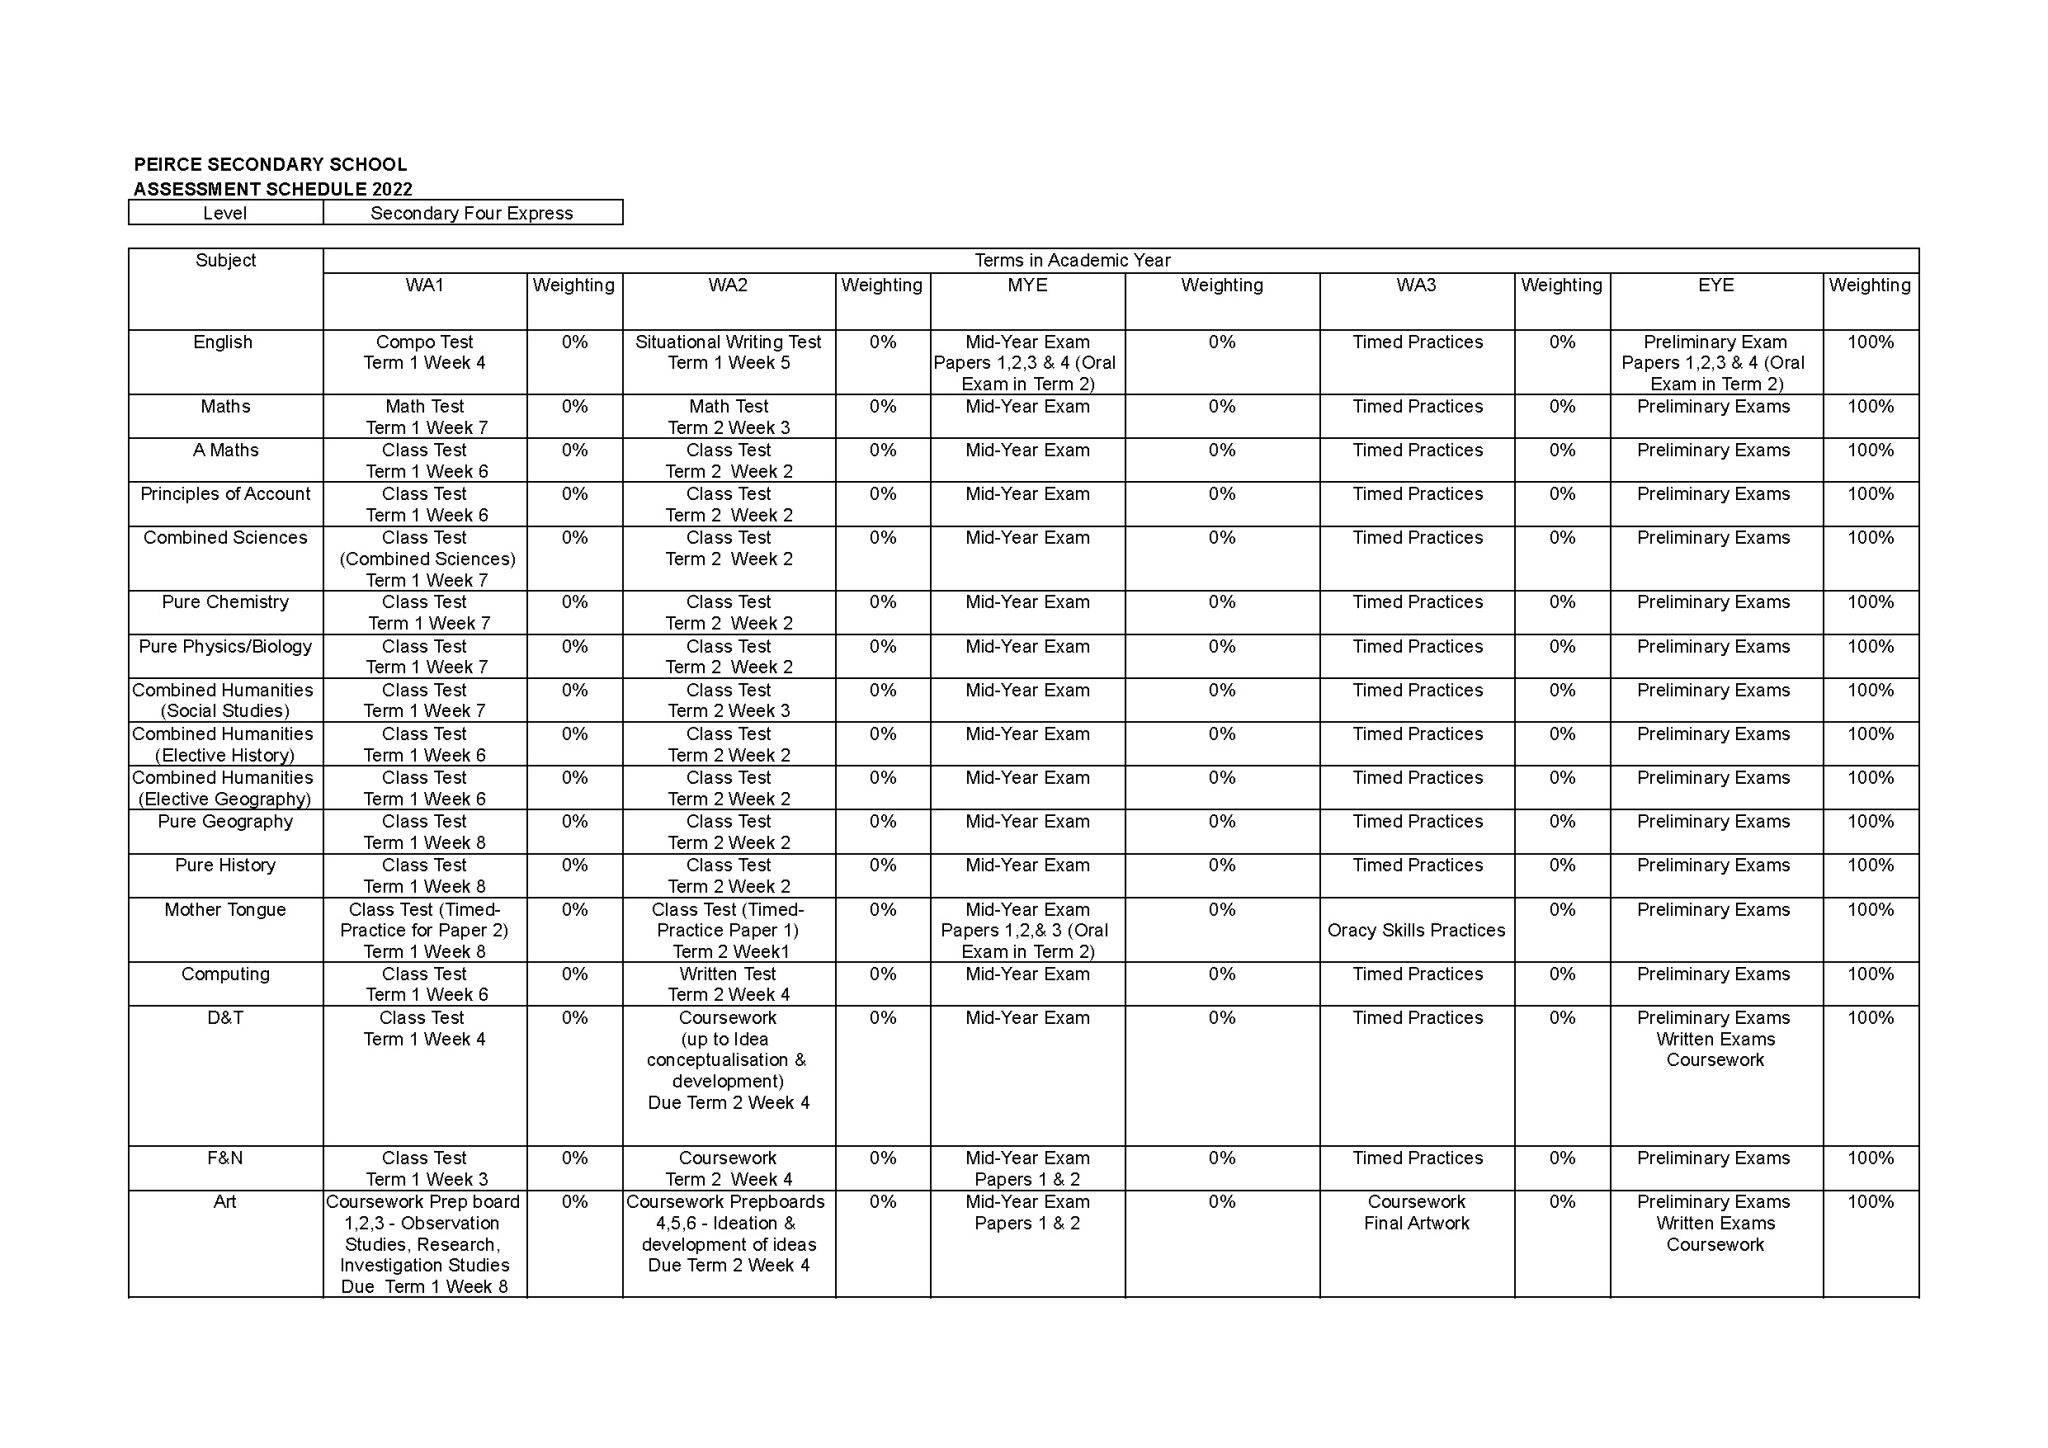 PEIRCE SECONDARY SCHOOL
ASSESSMENT SCHEDULE 2022
Level Secondary Four Express
Subject Terms in Academic Year
WA1 Weighting WA2 Weighting MYE Weighting WA3 Weighting EYE Weighting
English Compo Test 0% Situational Writing Test 0% Mid-Year Exam 0% Timed Practices 0% Preliminary Exam 100%
Term 1 Week 4 Term 1 Week 5 Papers 1,2,3 & 4 (Oral Papers 1,2,3 & 4 (Oral
Exam in Term 2) Exam in Term 2)
Maths Math Test 0% Math Test 0% Mid-Year Exam 0% Timed Practices 0% Preliminary Exams 100%
Term 1 Week 7 Term 2 Week 3
A Maths Class Test 0% Class Test 0% Mid-Year Exam 0% Timed Practices 0% Preliminary Exams 100%
Term 1 Week 6 Term 2 Week 2
Principles of Account Class Test 0% Class Test 0% Mid-Year Exam 0% Timed Practices 0% Preliminary Exams 100%
Term 1 Week 6 Term 2 Week 2
Combined Sciences Class Test 0% Class Test 0% Mid-Year Exam 0% Timed Practices 0% Preliminary Exams 100%
(Combined Sciences) Term 2 Week 2
Term 1 Week 7
Pure Chemistry Class Test 0% Class Test 0% Mid-Year Exam 0% Timed Practices 0% Preliminary Exams 100%
Term 1 Week 7 Term 2 Week 2
Pure Physics/Biology Class Test 0% Class Test 0% Mid-Year Exam 0% Timed Practices 0% Preliminary Exams 100%
Term 1 Week 7 Term 2 Week 2
Combined Humanities Class Test 0% Class Test 0% Mid-Year Exam 0% Timed Practices 0% Preliminary Exams 100%
(Social Studies) Term 1 Week 7 Term 2 Week 3
Combined Humanities Class Test 0% Class Test 0% Mid-Year Exam 0% Timed Practices 0% Preliminary Exams 100%
(Elective History) Term 1 Week 6 Term 2 Week 2
Combined Humanities Class Test 0% Class Test 0% Mid-Year Exam 0% Timed Practices 0% Preliminary Exams 100%
(Elective Geography) Term 1 Week 6 Term 2 Week 2
Pure Geography Class Test 0% Class Test 0% Mid-Year Exam 0% Timed Practices 0% Preliminary Exams 100%
Term 1 Week 8 Term 2 Week 2
Pure History Class Test 0% Class Test 0% Mid-Year Exam 0% Timed Practices 0% Preliminary Exams 100%
Term 1 Week 8 Term 2 Week 2
Mother Tongue Class Test (Timed- 0% Class Test (Timed- 0% Mid-Year Exam 0% 0% Preliminary Exams 100%
Practice for Paper 2) Practice Paper 1) Papers 1,2,& 3 (Oral Oracy Skills Practices
Term 1 Week 8 Term 2 Week1 Exam in Term 2)
Computing Class Test 0% Written Test 0% Mid-Year Exam 0% Timed Practices 0% Preliminary Exams 100%
Term 1 Week 6 Term 2 Week 4
D&T Class Test 0% Coursework 0% Mid-Year Exam 0% Timed Practices 0% Preliminary Exams 100%
Term 1 Week 4 (up to Idea Written Exams
conceptualisation & Coursework
development)
Due Term 2 Week 4
F&N Class Test 0% Coursework 0% Mid-Year Exam 0% Timed Practices 0% Preliminary Exams 100%
Term 1 Week 3 Term 2 Week 4 Papers 1 & 2
Art Coursework Prep board 0% Coursework Prepboards 0% Mid-Year Exam 0% Coursework 0% Preliminary Exams 100%
1,2,3 - Observation 4,5,6 - Ideation & Papers 1 & 2 Final Artwork Written Exams
Studies, Research, development of ideas Coursework
Investigation Studies Due Term 2 Week 4
Due Term 1 Week 8